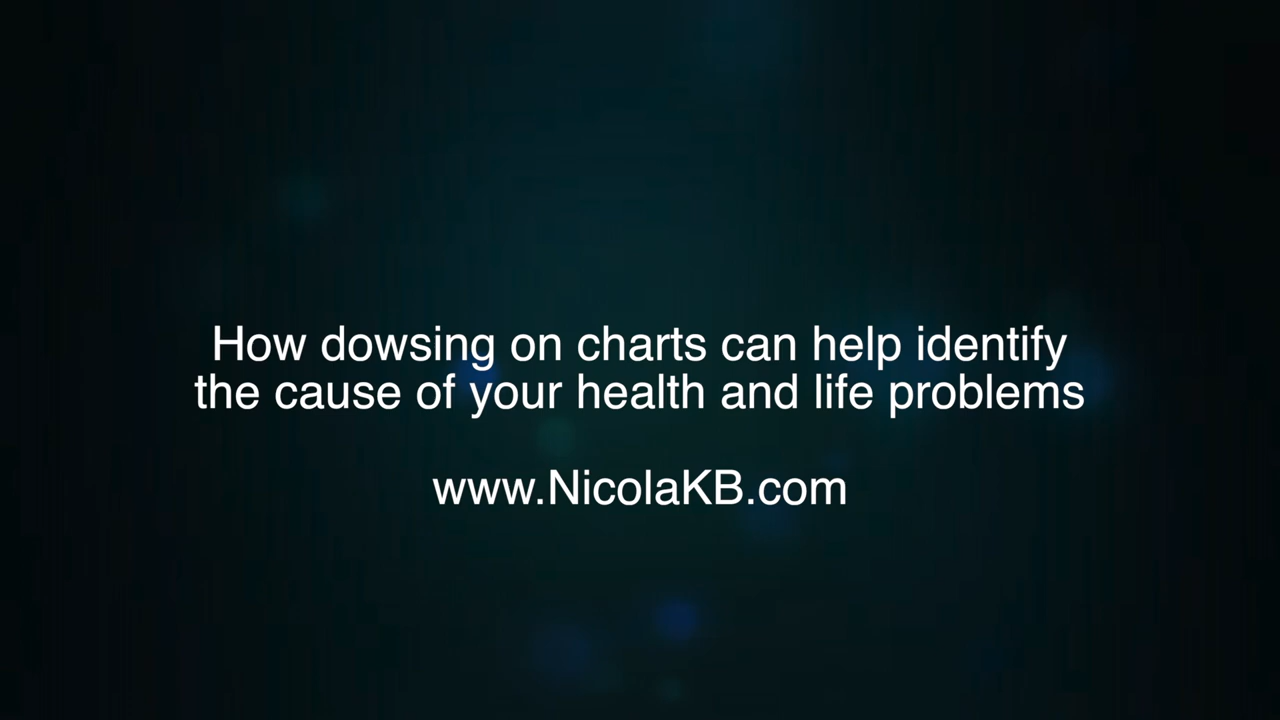 How dowsing on charts can help identify
the cause of your health and life problems
www.NicolaKB.com